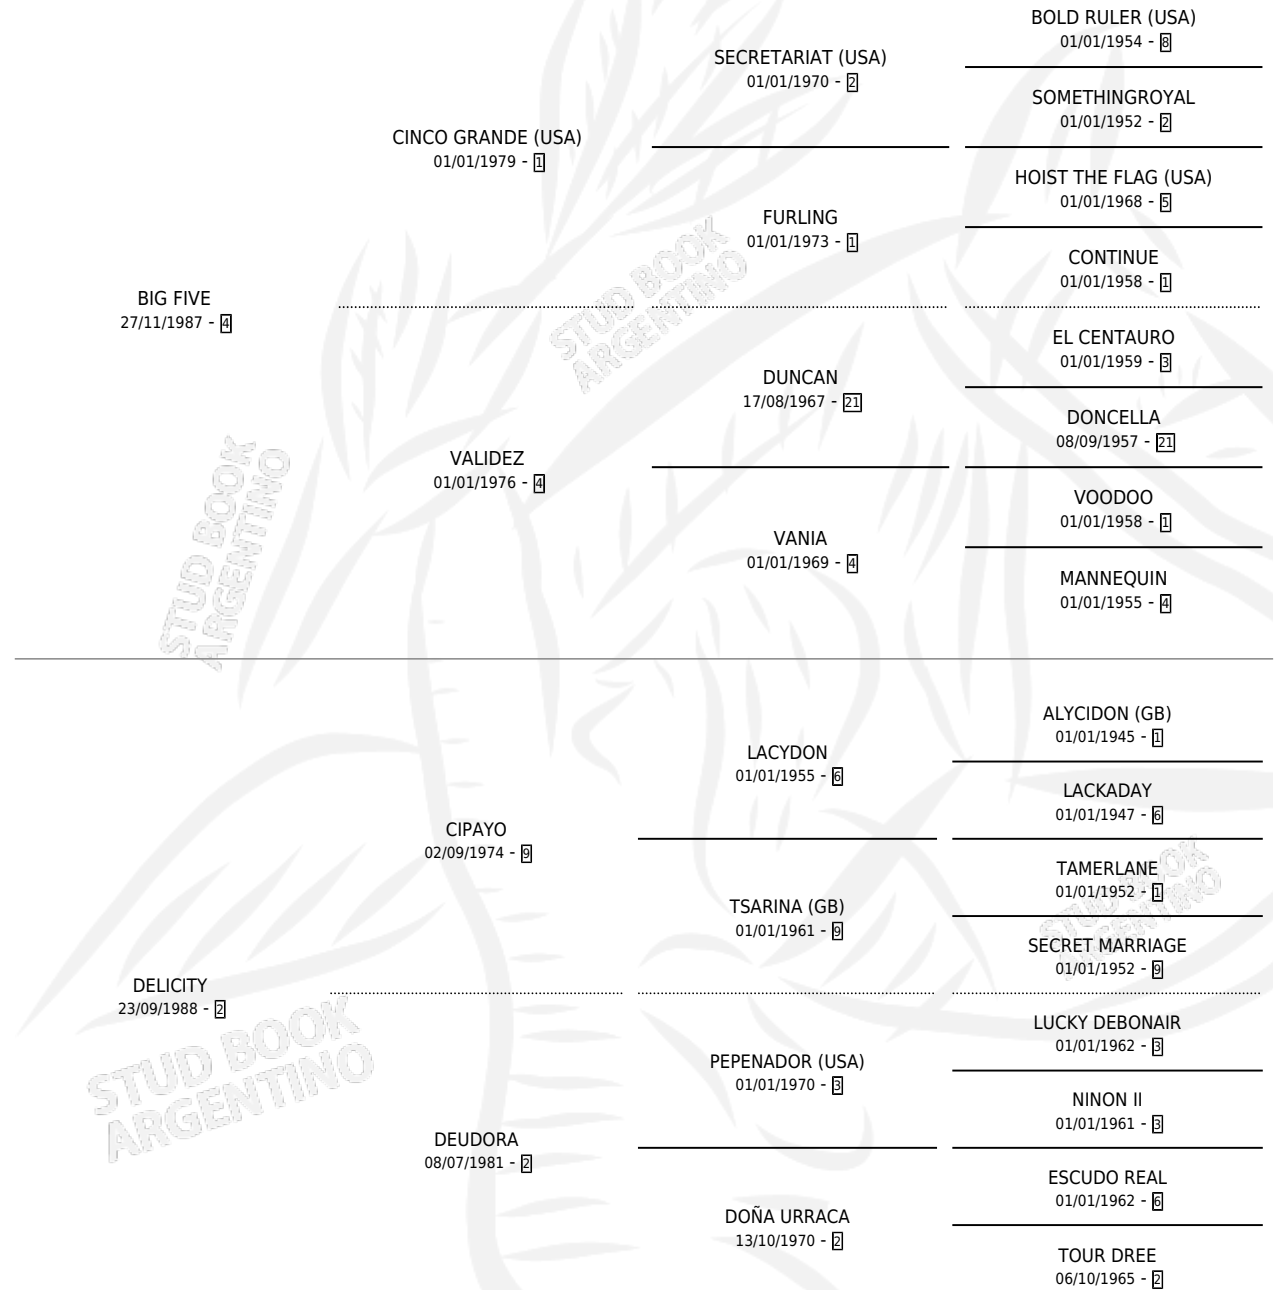 BOLD RULER (USA)
01/01/1954 - 8
SECRETARIAT (USA)
01/01/1970 - 2
SOMETHINGROYAL
01/01/1952 - 2
CINCO GRANDE (USA)
01/01/1979 - 1
HOIST THE FLAG (USA)
01/01/1968 - 5
FURLING
01/01/1973 - 1
CONTINUE
01/01/1958 - 1
BIG FIVE
27/11/1987 - 4
EL CENTAURO
01/01/1959 - 3
DUNCAN
17/08/1967 - 21
DONCELLA
08/09/1957 - 21
VALIDEZ
01/01/1976 - 4
VOODOO
01/01/1958 - 1
VANIA
01/01/1969 - 4
MANNEQUIN
01/01/1955 - 4
ALYCIDON (GB)
01/01/1945 - 1
LACYDON
01/01/1955 - 6
LACKADAY
01/01/1947 - 6
CIPAYO
02/09/1974 - 9
TAMERLANE
01/01/1952 - 1
TSARINA (GB)
01/01/1961 - 9
SECRET MARRIAGE
01/01/1952 - 9
DELICITY
23/09/1988 - 2
LUCKY DEBONAIR
01/01/1962 - 3
PEPENADOR (USA)
01/01/1970 - 3
NINON II
01/01/1961 - 3
DEUDORA
08/07/1981 - 2
ESCUDO REAL
01/01/1962 - 6
DOÑA URRACA
13/10/1970 - 2
TOUR DREE
06/10/1965 - 2
STUD BOOK
ARGENTINO
STUD BOOK
ARGENTINO
STUD BOOK
ARGENTINO
STUD BOOK
ARGENTINO